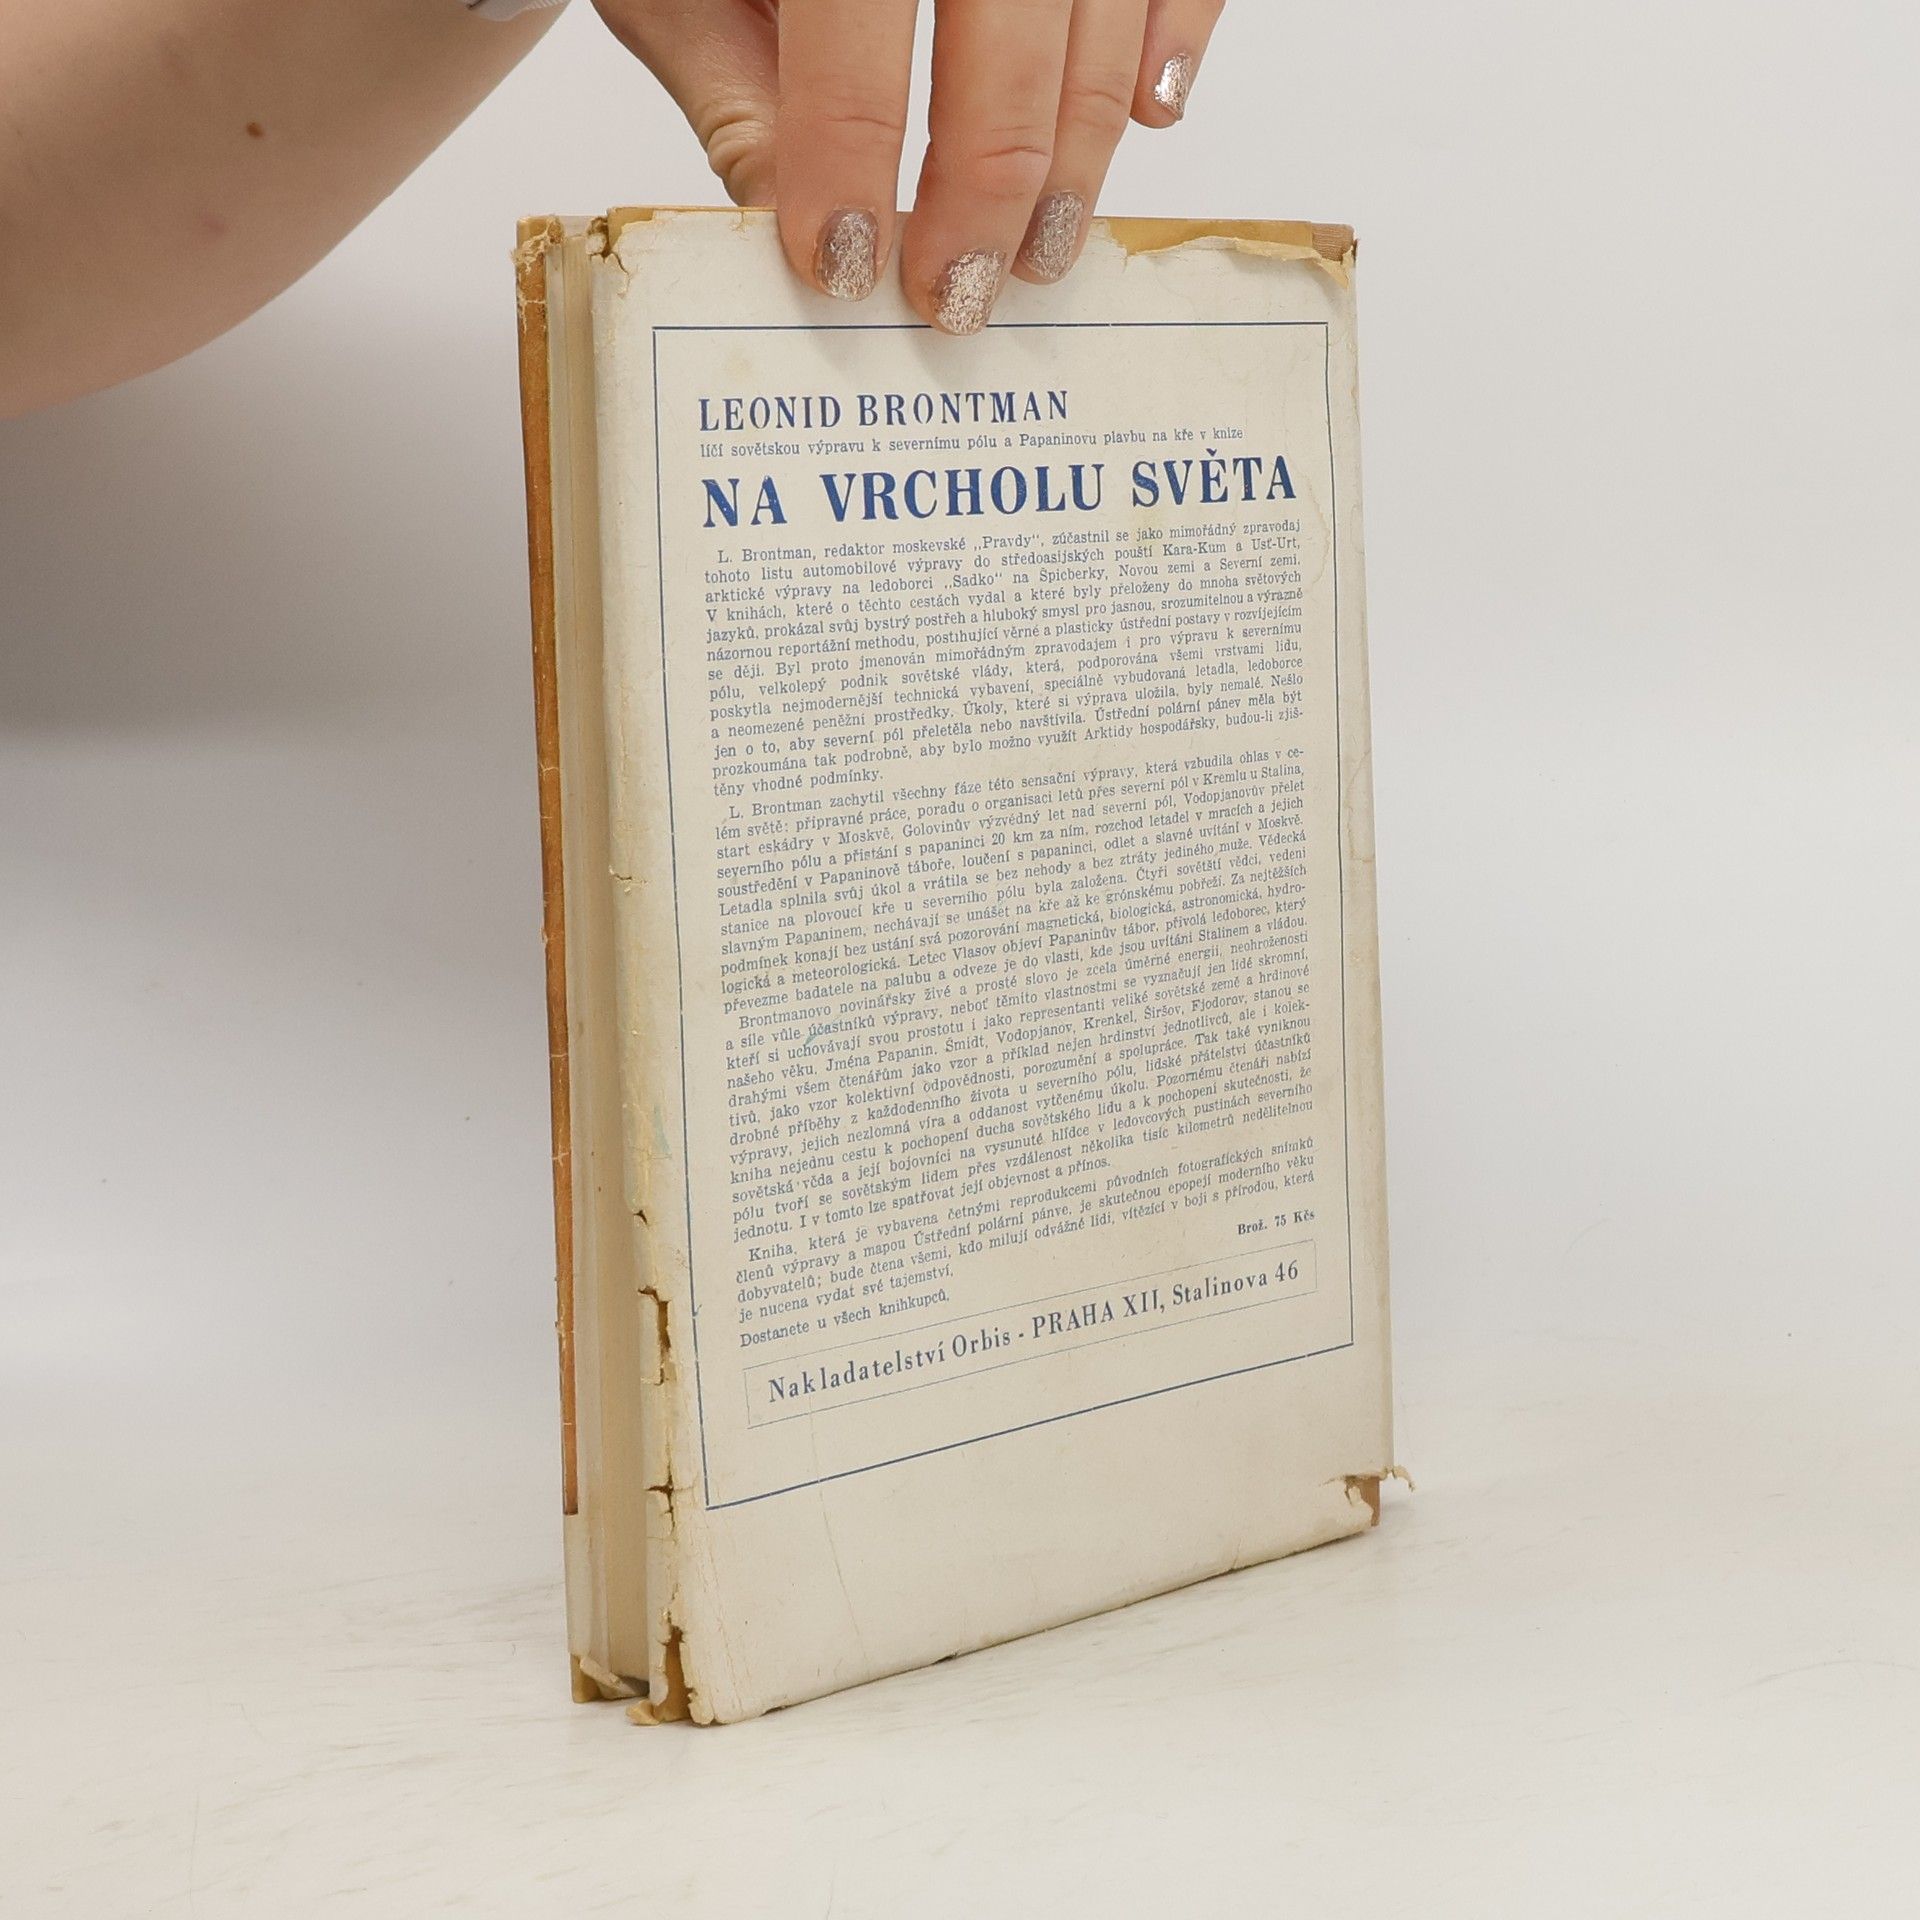 LEONID BRONTMAN
líčí sovětskou výpravu k severnímu pólu a Papaninovu plavbu na kře v knize
NA VRCHOLU SVĚTA
L. Brontman, redaktor moskevské „Pravdy“, zúčastnil se jako mimořádný zpravodaj
tohoto listu automobilové výpravy do středoasijských pouští Kara-Kum a Usť-Urt,
arktické výpravy na ledoborci „Sadko“ na Špicberky, Novou zemi a Severní zemi.
V knihách, které o těchto cestách vydal a které byly přeloženy do mnoha světových
jazyků, prokázal svůj bystrý postřeh a hluboký smysl pro jasnou, srozumitelnou a výrazně
názornou reportážní methodu, postihující věrné a plasticky ústřední postavy v rozvíjejícím
se ději. Byl proto jmenován mimořádným zpravodajem i pro výpravu k severnímu
pólu, velkolepý podnik sovětské vlády, která, podporována všemi vrstvami lidu,
poskytla nejmodernější technická vybavení, speciálně vybudovaná letadla, ledoborce
a neomezené peněžní prostředky. Úkoly, které si výprava uložila, byly nemalé. Nešlo
jen o to, aby severní pól přeletěla nebo navštívila. Ústřední polární pánev měla být
prozkoumána tak podrobně, aby bylo možno využít Arktidy hospodářsky, budou-li zjiš-
těny vhodné podmínky.
L. Brontman zachytil všechny fáze této sensační výpravy, která vzbudila ohlas v ce-
lém světě: přípravné práce, poradu o organisaci letů přes severní pól v Kremlu u Stalina,
start eskádry v Moskvě, Golovinův výzvědný let nad severní pól, Vodopjanovův přelet
severního pólu a přistání s papaninci 20 km za ním, rozchod letadel v mracích a jejich
soustředění v Papaninově táboře, loučení s papaninci, odlet a slavné uvítání v Moskvě.
Letadla splnila svůj úkol a vrátila se bez nehody a bez ztráty jediného muže. Vědecká
stanice na plovoucí kře u severního pólu byla založena. Čtyři sovětští vědci, vedeni
slavným Papaninem, nechávají se unášet na kře až ke grónskému pobřeží. Za nejtěžších
podmínek konají bez ustání svá pozorování magnetická, biologická, astronomická, hydro-
logická a meteorologická. Letec Vlasov objeví Papaninův tábor, přivolá ledoborec, který
převezme badatele na palubu a odveze je do vlasti, kde jsou uvítáni Stalinem a vládou.
Brontmanovo novinářsky živé a prosté slovo je zcela úměrné energii, neohroženosti
a síle vůle účastníků výpravy, neboť těmito vlastnostmi se vyznačují jen lidé skromní,
kteří si uchovávají svou prostotu i jako representanti veliké sovětské země a hrdinové
našeho věku. Jména Papanin, Šmidt, Vodopjanov, Krenkel, Širšov, Fjodorov, stanou se
drahými všem čtenářům jako vzor a příklad nejen hrdinství jednotlivců, ale i kolek-
tivů, jako vzor kolektivní odpovědnosti, porozumění a spolupráce. Tak také vyniknou
drobné příběhy z každodenního života u severního pólu, lidské přátelství účastníků
výpravy, jejich nezlomná víra a oddanost vytčenému úkolu. Pozornému čtenáři nabízí
kniha nejednu cestu k pochopení ducha sovětského lidu a k pochopení skutečnosti, že
sovětská věda a její bojovníci na vysunuté hlídce v ledovcových pustinách severního
pólu tvoří se sovětským lidem přes vzdálenost několika tisíc kilometrů nedělitelnou
jednotu. I v tomto lze spatřovat její objevnost a přínos.
Kniha, která je vybavena četnými reprodukcemi původních fotografických snímků
členů výpravy a mapou Ústřední polární pánve, je skutečnou epopejí moderního věku
dobyvatelů; bude čtena všemi, kdo milují odvážné lidi, vítězící v boji s přírodou, která
je nucena vydat své tajemství.
Brož. 75 Kčs
Dostanete u všech knihkupců.
Nakladatelství Orbis - PRAHA XII, Stalinova 46